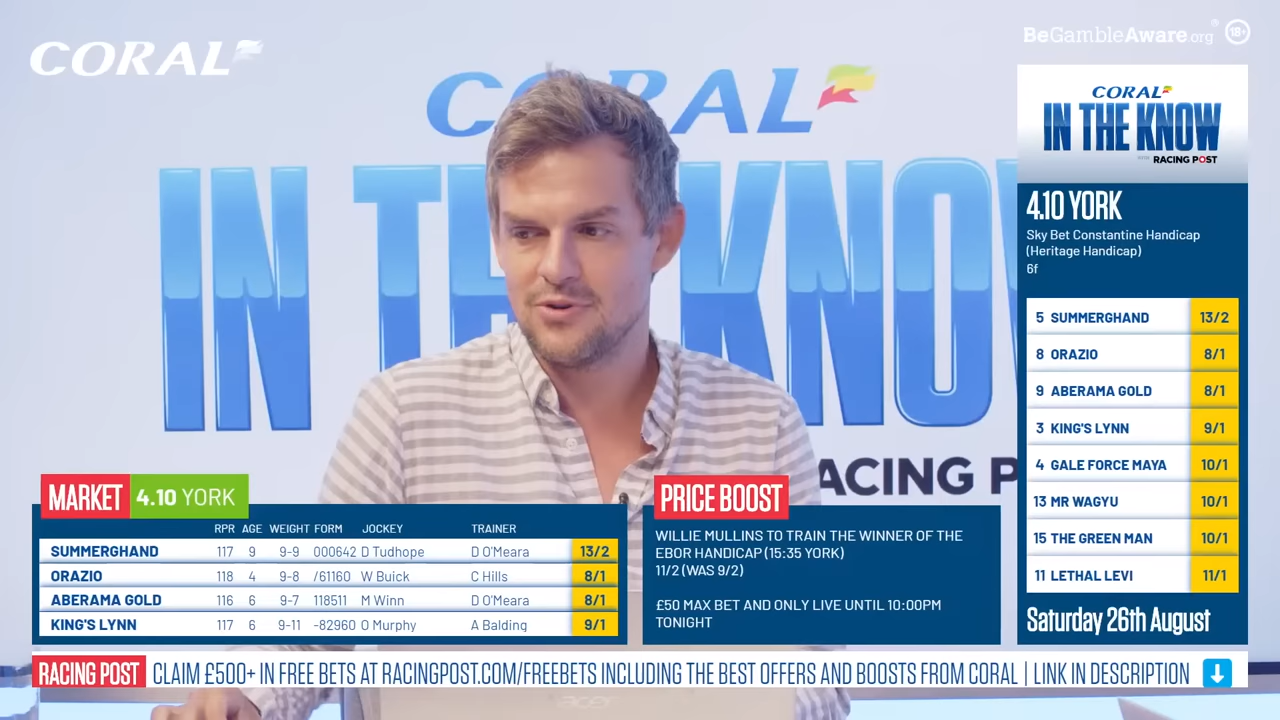 CORAL
BeGambleAware.org® 18+
CORAL
IN THE KNOW
RACING POST
CORAL
IN THE KNOW
WITH RACING POST
4.10 YORK
Sky Bet Constantine Handicap
(Heritage Handicap)
6f
5 SUMMERGHAND 13/2
8 ORAZIO 8/1
9 ABERAMA GOLD 8/1
3 KING'S LYNN 9/1
4 GALE FORCE MAYA 10/1
13 MR WAGYU 10/1
15 THE GREEN MAN 10/1
11 LETHAL LEVI 11/1
Saturday 26th August
MARKET 4.10 YORK
RPR AGE WEIGHT FORM JOCKEY TRAINER
SUMMERGHAND 117 9 9-9 000642 D Tudhope D O'Meara 13/2
ORAZIO 118 4 9-8 /61160 W Buick C Hills 8/1
ABERAMA GOLD 116 6 9-7 118511 M Winn D O'Meara 8/1
KING'S LYNN 117 6 9-11 -82960 O Murphy A Balding 9/1
PRICE BOOST
WILLIE MULLINS TO TRAIN THE WINNER OF THE
EBOR HANDICAP (15:35 YORK)
11/2 (WAS 9/2)
£50 MAX BET AND ONLY LIVE UNTIL 10:00PM
TONIGHT
RACING POST CLAIM £500+ IN FREE BETS AT RACINGPOST.COM/FREEBETS INCLUDING THE BEST OFFERS AND BOOSTS FROM CORAL | LINK IN DESCRIPTION
acer